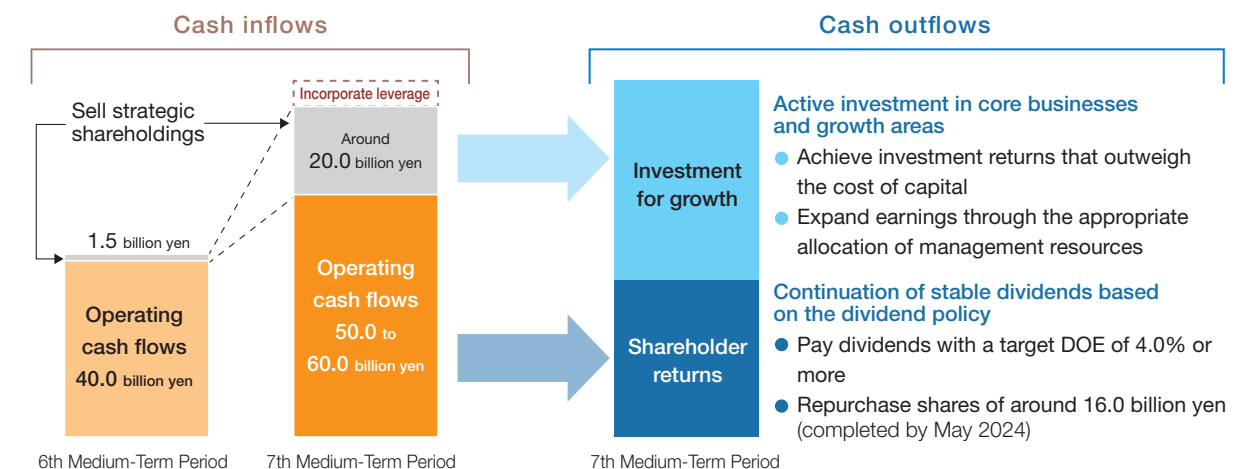 Cash inflows
Sell strategic
shareholdings
1.5 billion yen
Operating
cash flows
40.0 billion yen
6th Medium-Term Period
Incorporate leverage
Around
20.0 billion yen
Operating
cash flows
50.0 to
60.0 billion yen
7th Medium-Term Period
Cash outflows
Investment
for growth
Shareholder
returns
7th Medium-Term Period
Active investment in core businesses
and growth areas
● Achieve investment returns that outweigh
the cost of capital
● Expand earnings through the appropriate
allocation of management resources
Continuation of stable dividends based
on the dividend policy
● Pay dividends with a target DOE of 4.0% or
more
● Repurchase shares of around 16.0 billion yen
(completed by May 2024)